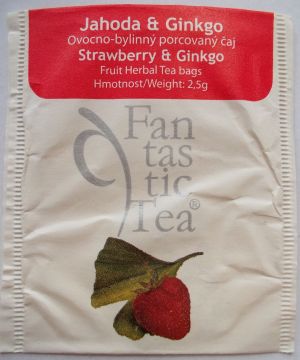 Jahoda & Ginkgo
Ovocno-bylinný porcovaný čaj
Strawberry & Ginkgo
Fruit Herbal Tea bags
Hmotnost/Weight: 2,5g
Fan
tas
tic
Tea®